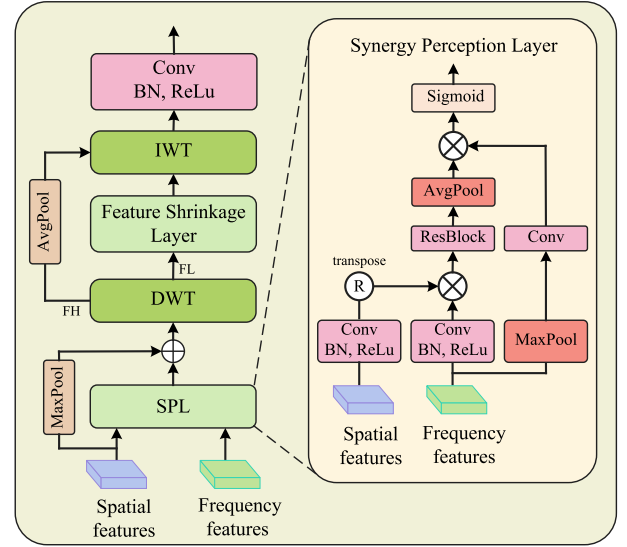 Conv
BN, ReLu
IWT
AvgPool
Feature Shrinkage
Layer
FL
DWT
FH
MaxPool
SPL
Spatial
features
Frequency
features
Synergy Perception Layer
Sigmoid
AvgPool
ResBlock
Conv
transpose
R
Conv
BN, ReLu
Conv
BN, ReLu
MaxPool
Spatial
features
Frequency
features